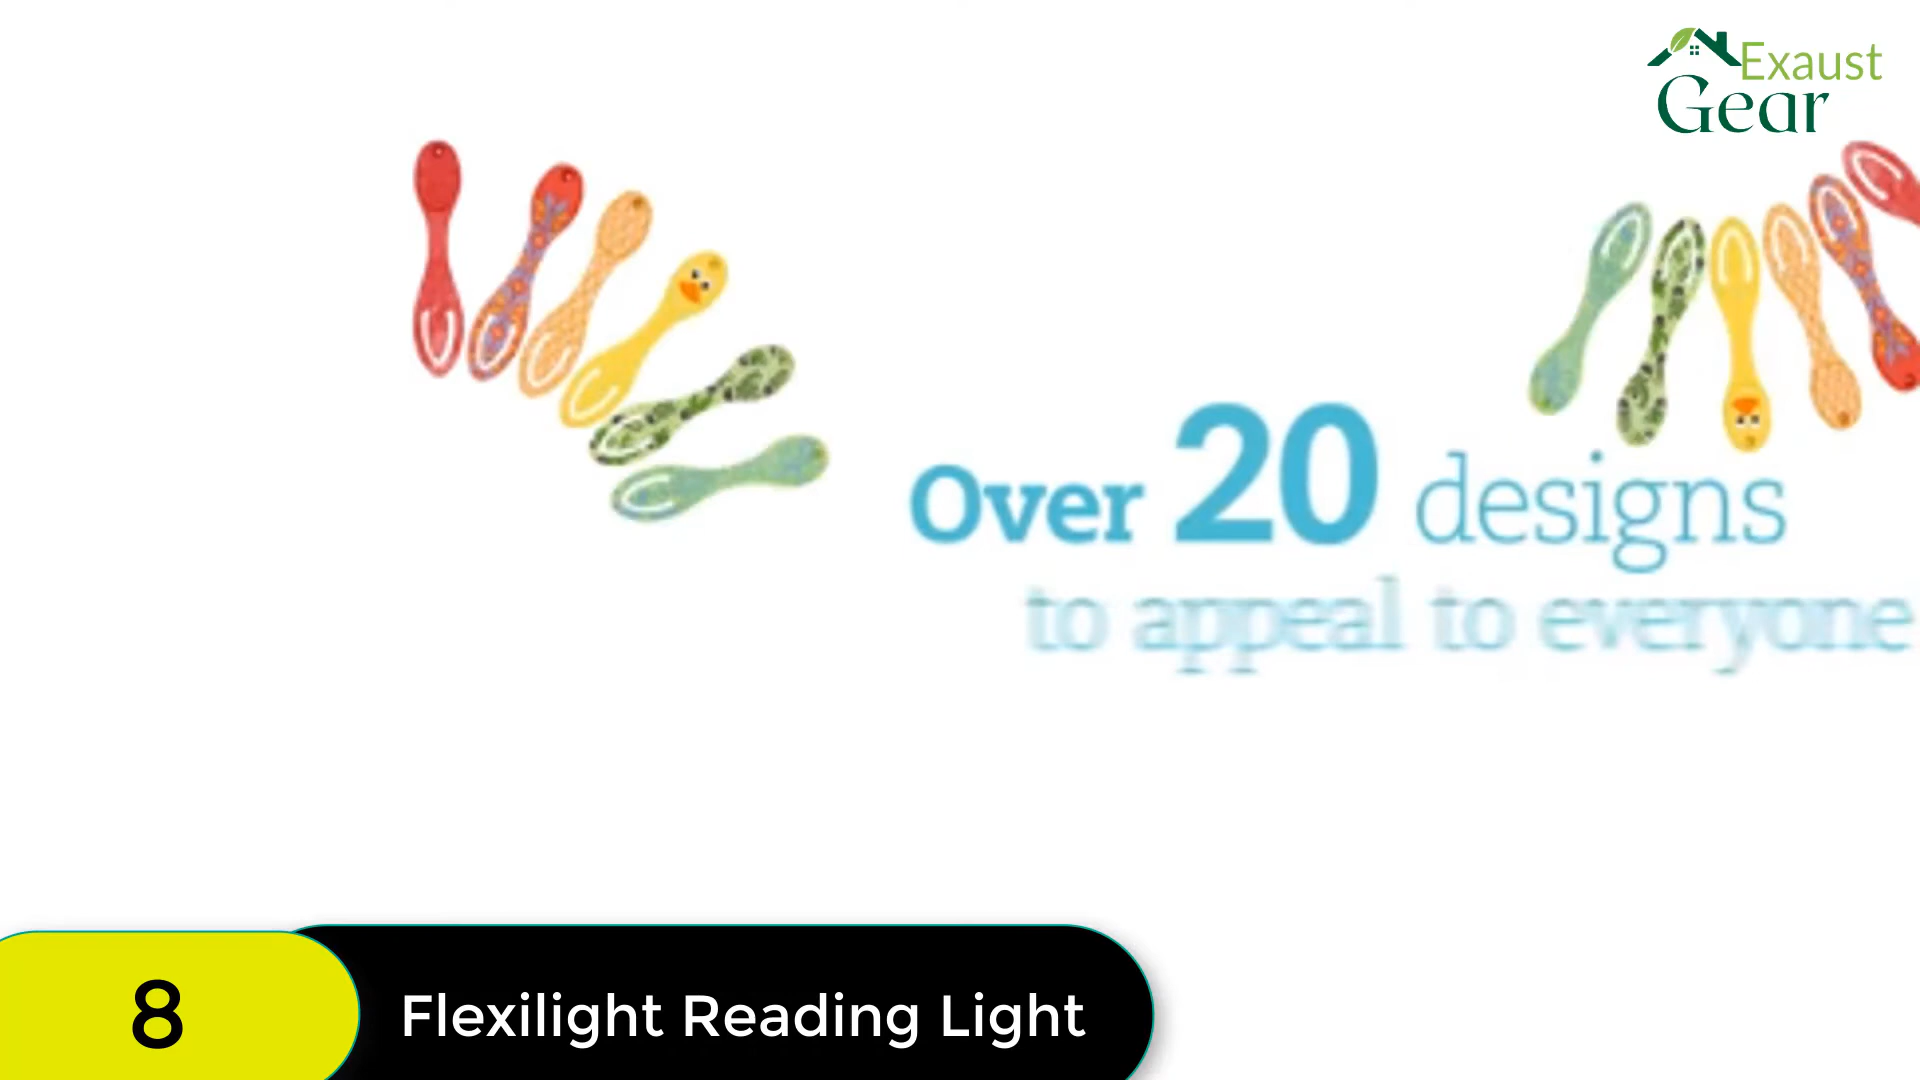 Exaust
Gear
Over 20 designs
to appeal to everyone
8
Flexilight Reading Light